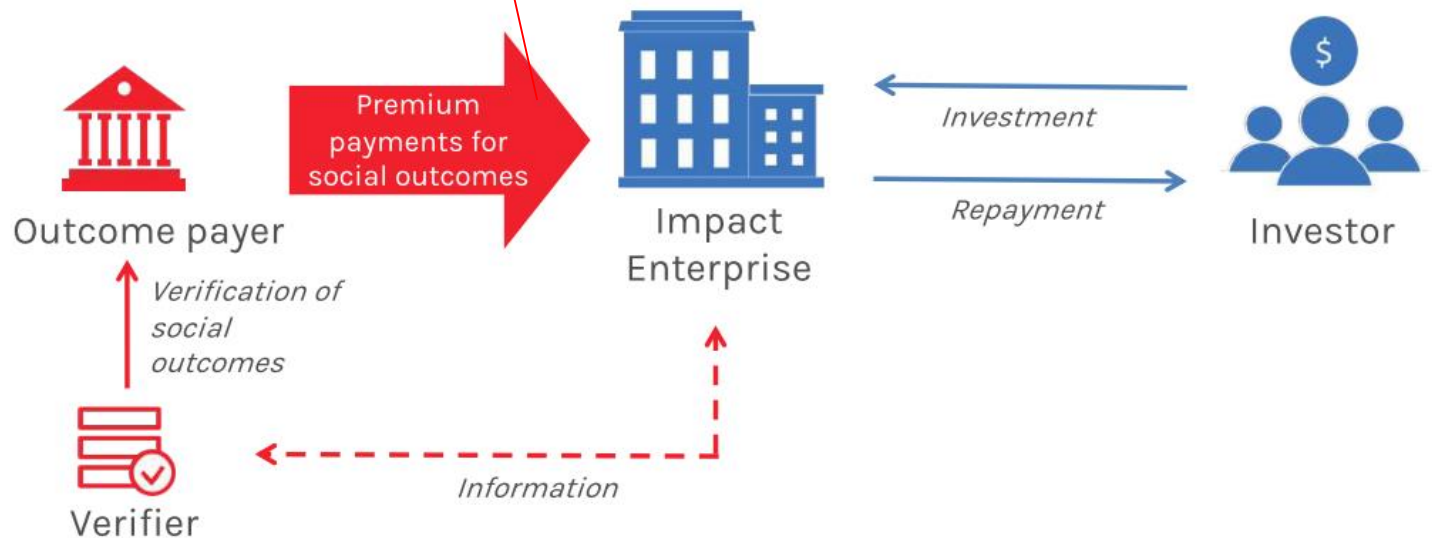 Premium
payments for
social outcomes
$
Investment
Repayment
Outcome payer
Impact
Enterprise
Investor
Verification of
social
outcomes
Information
Verifier